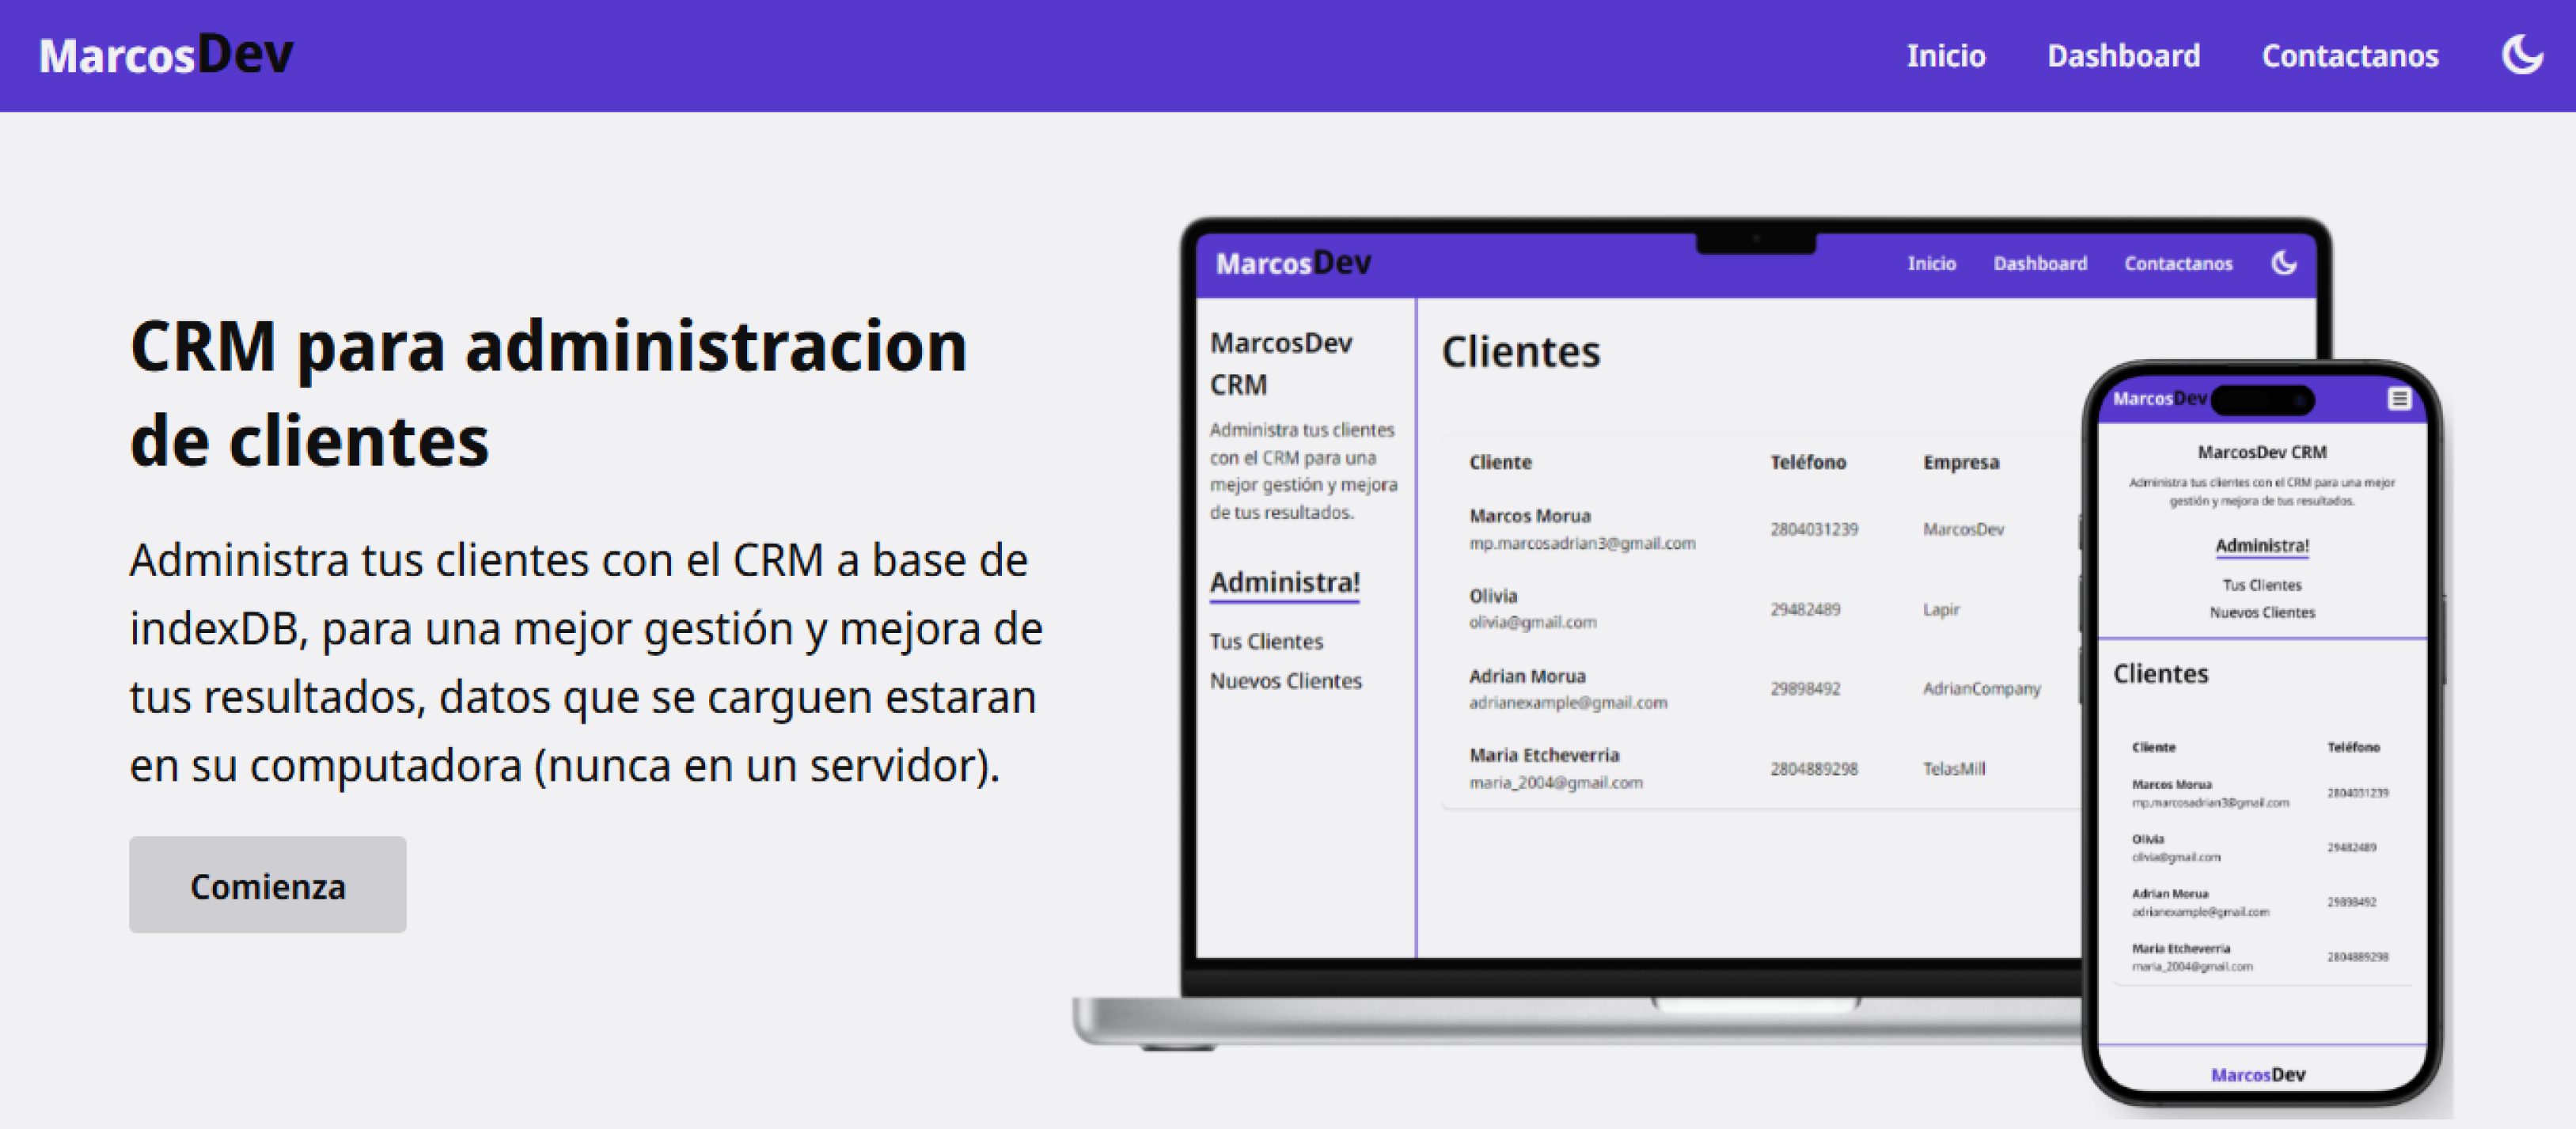 MarcosDev
Inicio Dashboard Contactanos
CRM para administracion
de clientes
Administra tus clientes con el CRM a base de
indexDB, para una mejor gestión y mejora de
tus resultados, datos que se carguen estaran
en su computadora (nunca en un servidor).
Comienza
MarcosDev
Inicio Dashboard Contactanos
MarcosDev
CRM
Administra tus clientes
con el CRM para una
mejor gestión y mejora
de tus resultados.
Administra!
Tus Clientes
Nuevos Clientes
Clientes
Cliente Teléfono Empresa
Marcos Morua
mp.marcosadrian3@gmail.com 2804031239 MarcosDev
Olivia
olivia@gmail.com 29482489 Lapir
Adrian Morua
adrianexample@gmail.com 29898492 AdrianCompany
Maria Etcheverria
maria_2004@gmail.com 2804889298 TelasMill
MarcosDev
MarcosDev CRM
Administra tus clientes con el CRM para una mejor
gestión y mejora de tus resultados.
Administra!
Tus Clientes
Nuevos Clientes
Clientes
Cliente Teléfono
Marcos Morua
mp.marcosadrian3@gmail.com 2804031239
Olivia
olivia@gmail.com 29482489
Adrian Morua
adrianexample@gmail.com 29898492
Maria Etcheverria
maria_2004@gmail.com 2804889298
MarcosDev